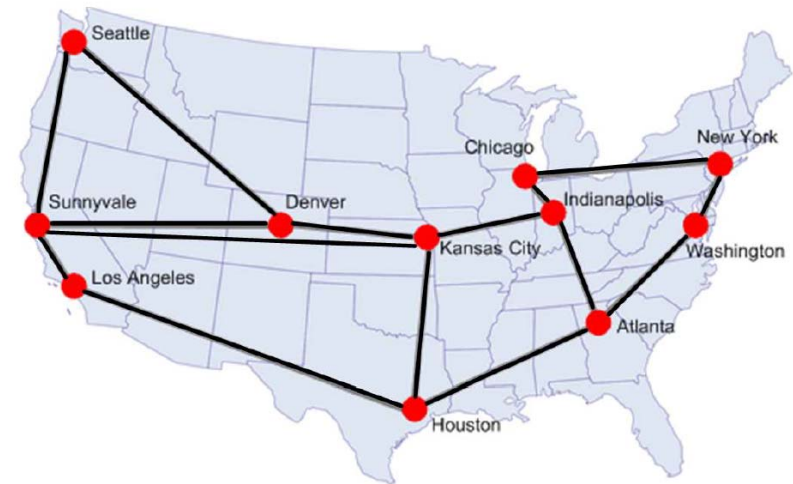 Seattle
New York
Chicago
Sunnyvale
Denver
Indianapolis
Kansas City
Washington
Los Angeles
Atlanta
Houston